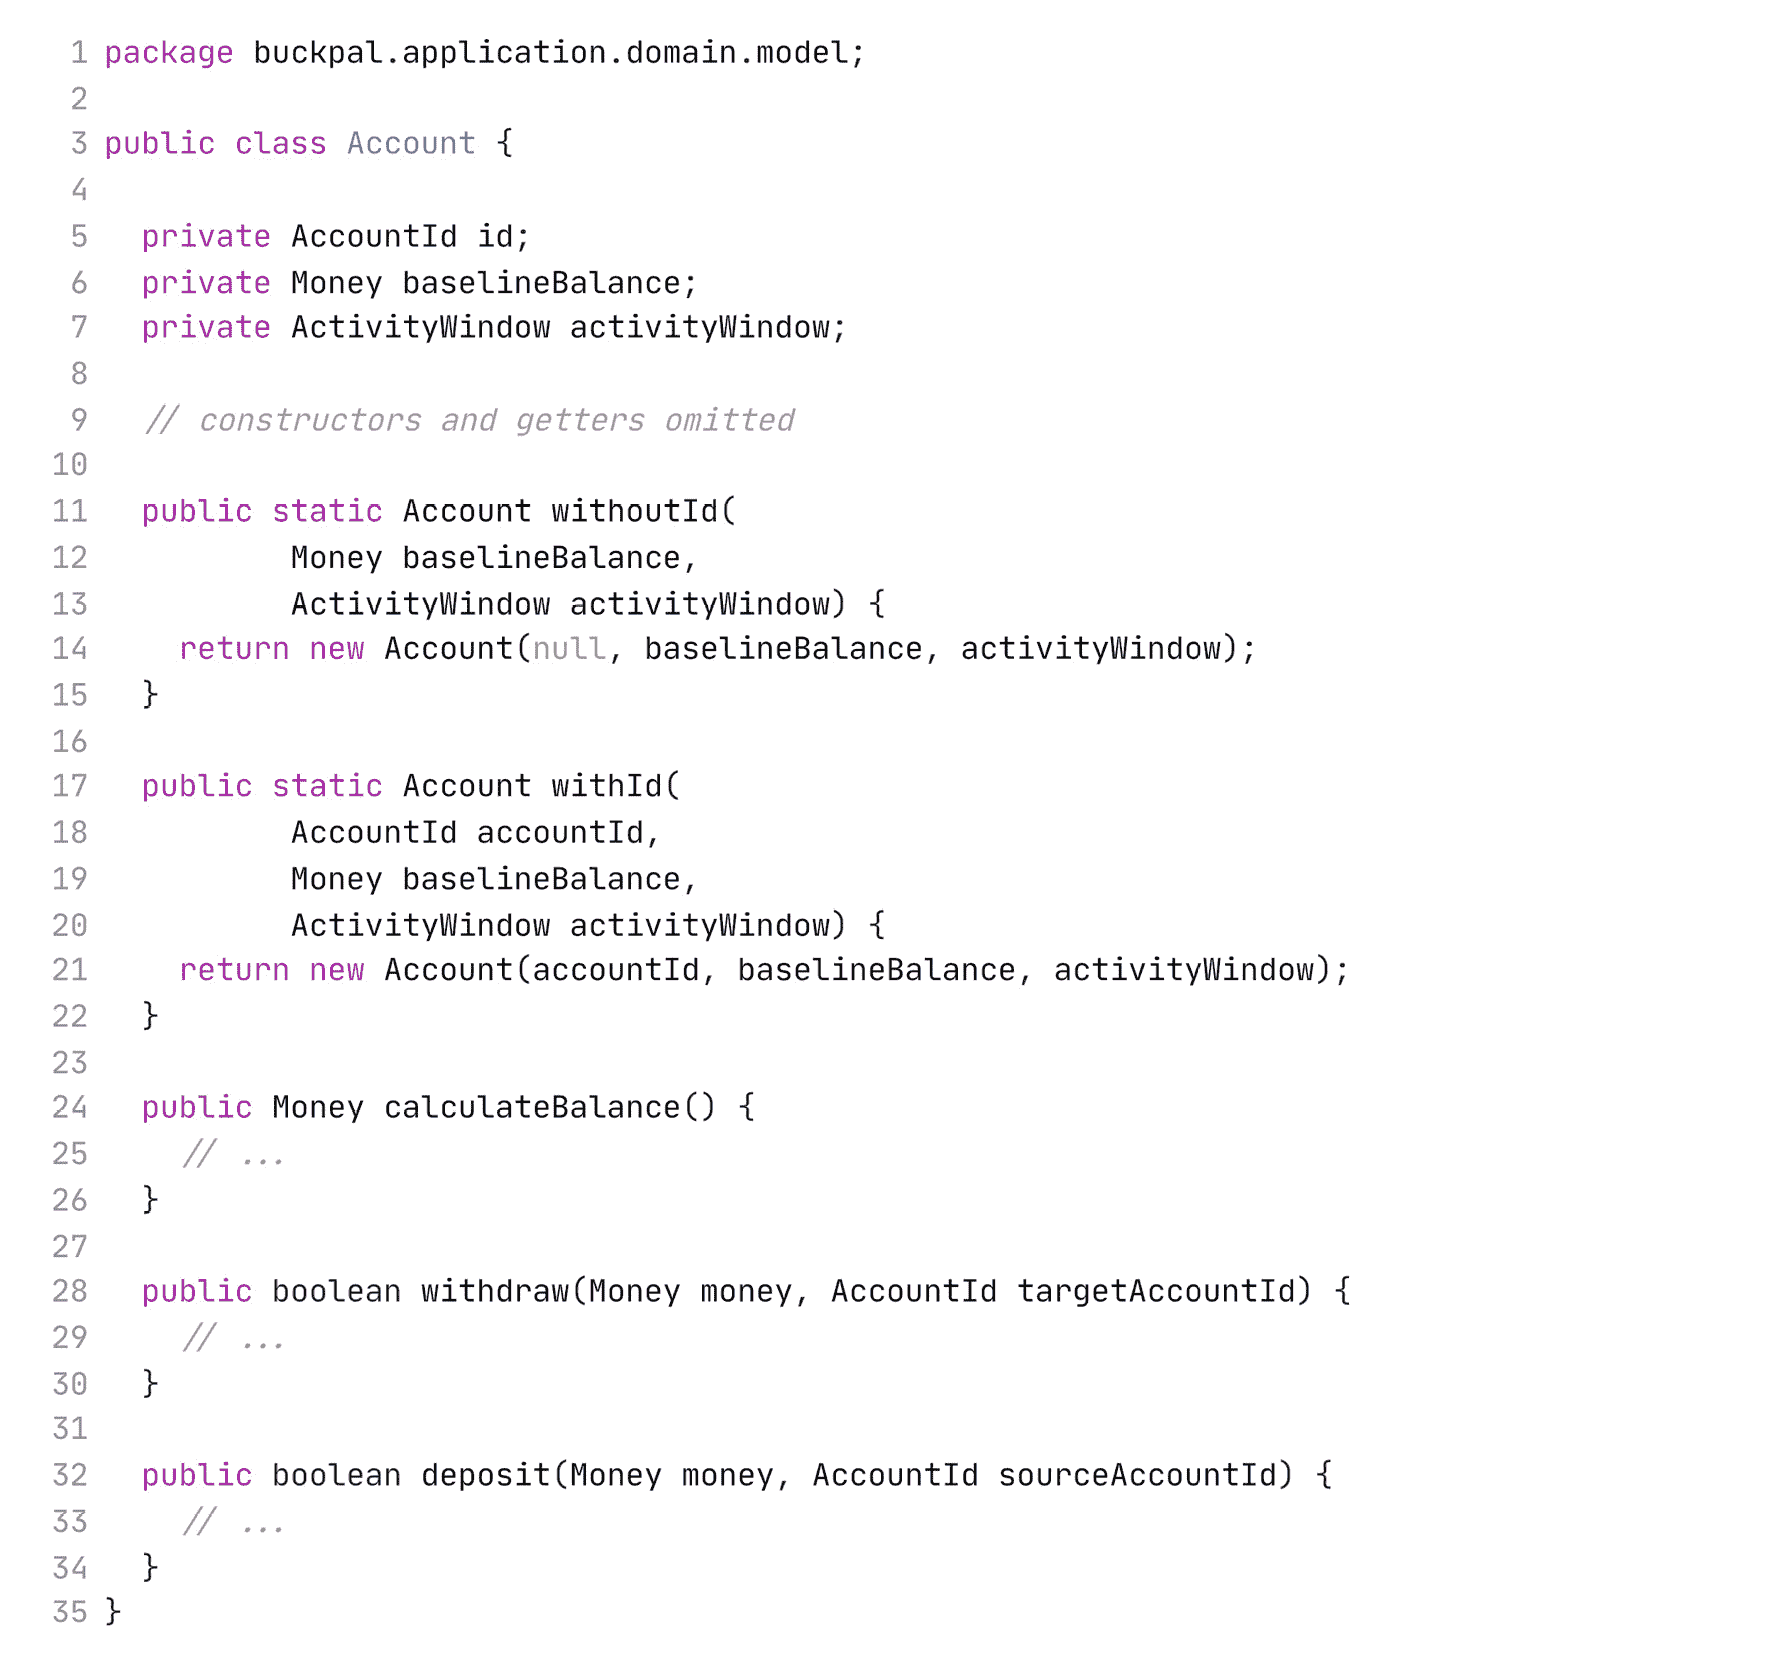 1 package buckpal.application.domain.model;
2
3 public class Account {
4
5   private AccountId id;
6   private Money baselineBalance;
7   private ActivityWindow activityWindow;
8
9   // constructors and getters omitted
10
11   public static Account withoutId(
12           Money baselineBalance,
13           ActivityWindow activityWindow) {
14     return new Account(null, baselineBalance, activityWindow);
15   }
16
17   public static Account withId(
18           AccountId accountId,
19           Money baselineBalance,
20           ActivityWindow activityWindow) {
21     return new Account(accountId, baselineBalance, activityWindow);
22   }
23
24   public Money calculateBalance() {
25     // ...
26   }
27
28   public boolean withdraw(Money money, AccountId targetAccountId) {
29     // ...
30   }
31
32   public boolean deposit(Money money, AccountId sourceAccountId) {
33     // ...
34   }
35 }